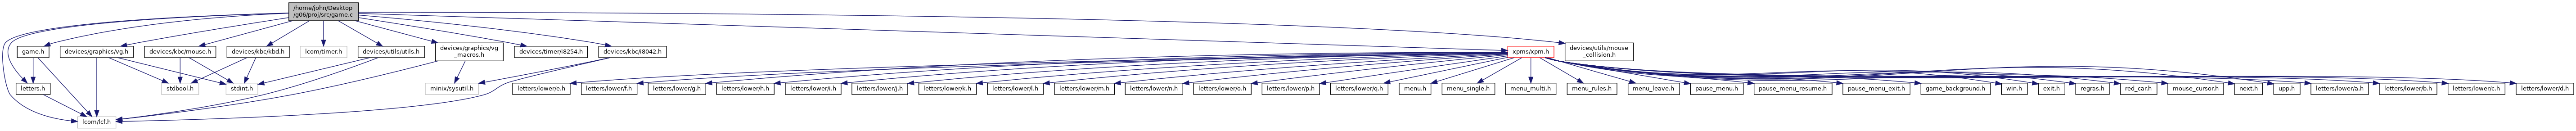 /home/john/Desktop
/g06/proj/src/game.c
game.h
devices/graphics/vg.h
devices/kbc/mouse.h
devices/kbc/kbd.h
lcom/timer.h
devices/utils/utils.h
devices/graphics/vg
_macros.h
devices/timer/i8254.h
devices/kbc/i8042.h
xpms/xpm.h
devices/utils/mouse
_collision.h
letters.h
stdbool.h
stdint.h
minix/sysutil.h
letters/lower/e.h
letters/lower/f.h
letters/lower/g.h
letters/lower/h.h
letters/lower/i.h
letters/lower/j.h
letters/lower/k.h
letters/lower/l.h
letters/lower/m.h
letters/lower/n.h
letters/lower/o.h
letters/lower/p.h
letters/lower/q.h
menu.h
menu_single.h
menu_multi.h
menu_rules.h
menu_leave.h
pause_menu.h
pause_menu_resume.h
pause_menu_exit.h
game_background.h
win.h
exit.h
regras.h
red_car.h
mouse_cursor.h
next.h
upp.h
letters/lower/a.h
letters/lower/b.h
letters/lower/c.h
letters/lower/d.h
lcom/lcf.h